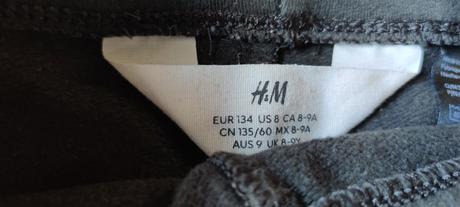 H&M
EUR 134 US 8 CA 8-9A
CN 135/60 MX 8-9A
AUS 9 UK 8-9Y